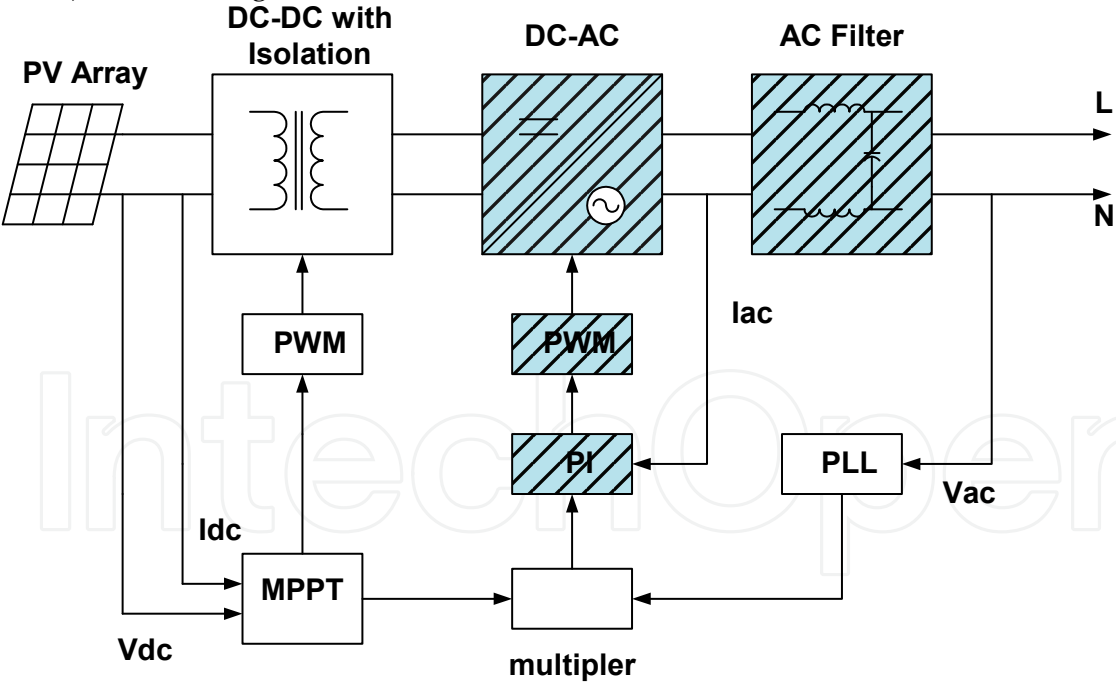 DC-DC with
Isolation
DC-AC
AC Filter
PV Array
L
N
Iac
PWM
PWM
PI
PLL
Vac
Idc
MPPT
Vdc
multipler
IntechOpen